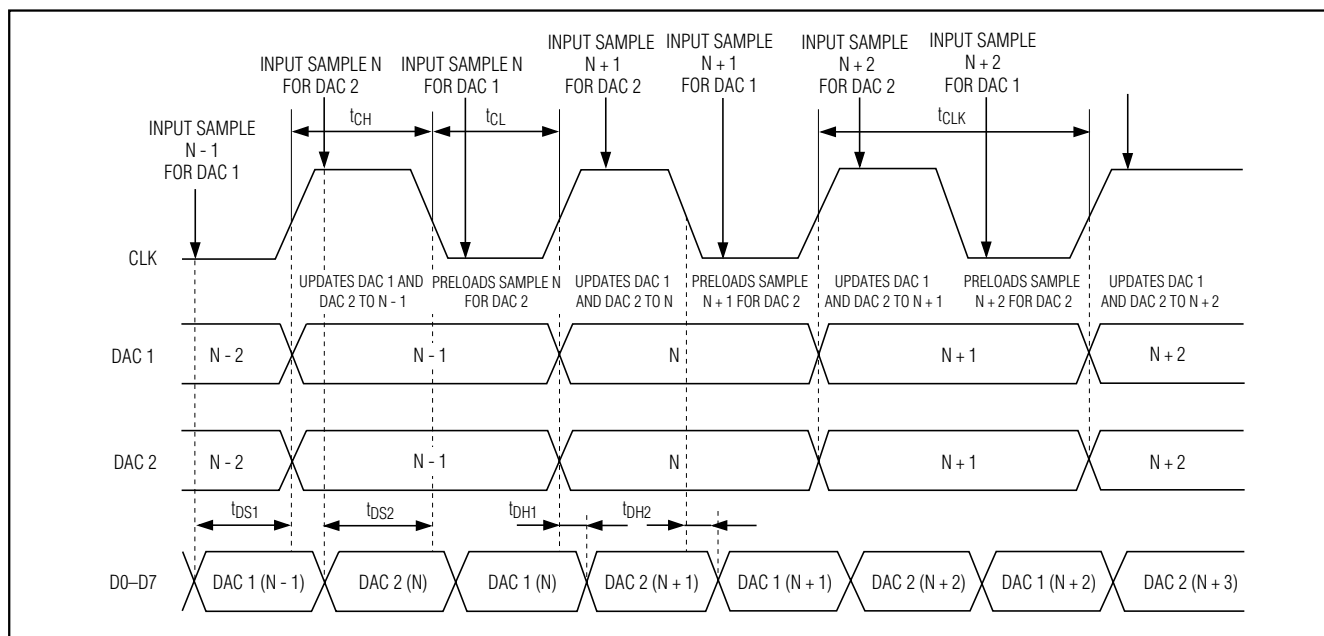 INPUT SAMPLE
N - 1
FOR DAC 1
INPUT SAMPLE N
FOR DAC 2
INPUT SAMPLE N
FOR DAC 1
INPUT SAMPLE
N + 1
FOR DAC 2
INPUT SAMPLE
N + 1
FOR DAC 1
INPUT SAMPLE
N + 2
FOR DAC 2
INPUT SAMPLE
N + 2
FOR DAC 1
tCH
tCL
tCLK
CLK
UPDATES DAC 1 AND
DAC 2 TO N - 1
PRELOADS SAMPLE N
FOR DAC 2
UPDATES DAC 1
AND DAC 2 TO N
PRELOADS SAMPLE
N + 1 FOR DAC 2
UPDATES DAC 1
AND DAC 2 TO N + 1
PRELOADS SAMPLE
N + 2 FOR DAC 2
UPDATES DAC 1
AND DAC 2 TO N + 2
DAC 1
N - 2
N - 1
N
N + 1
N + 2
DAC 2
N - 2
N - 1
N
N + 1
N + 2
tDS1
tDS2
tDH1
tDH2
D0–D7
DAC 1 (N - 1)
DAC 2 (N)
DAC 1 (N)
DAC 2 (N + 1)
DAC 1 (N + 1)
DAC 2 (N + 2)
DAC 1 (N + 2)
DAC 2 (N + 3)